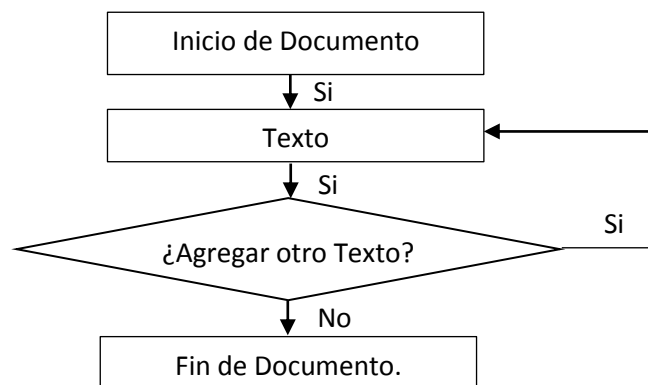 Inicio de Documento
Si
Texto
Si
¿Agregar otro Texto?
Si
No
Fin de Documento.